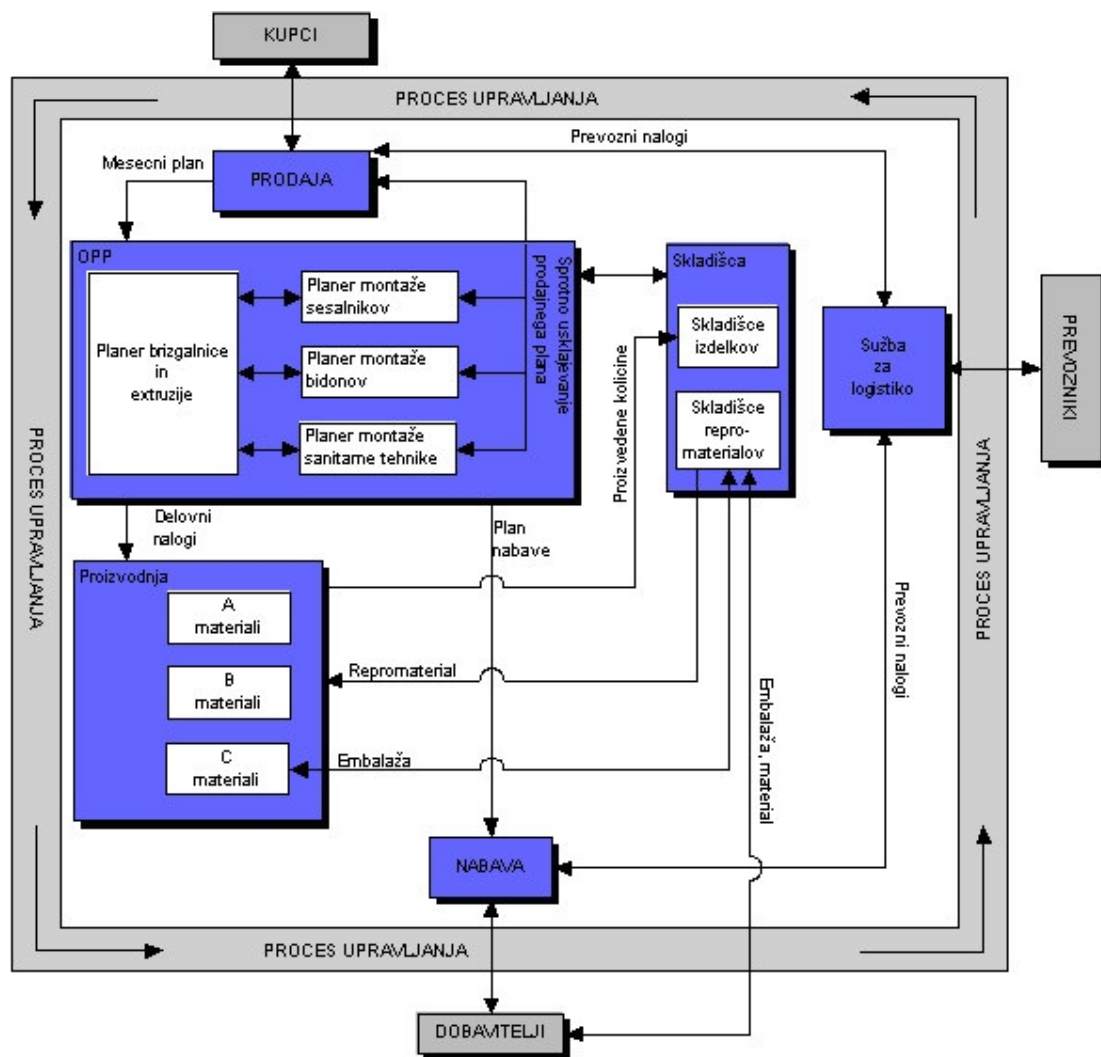 KUPCI
PROCES UPRAVLJANJA
Prevozni nalogi
Mesecni plan
PRODAJA
OPP
Planer brizgalnice
in
extruzije
Planer montaže
sesalnikov
Planer montaže
bidonov
Planer montaže
sanitarne tehnike
Sprotno usklajevanje
prodajnega plana
Skladišca
Skladišce
izdelkov
Skladišce
repro-
materialov
Sužba
za
logistiko
PREVOZNIKI
PROCES UPRAVLJANJA
PROCES UPRAVLJANJA
Proizvedene kolicine
Delovni
nalogi
Plan
nabave
Proizvodnja
A
materiali
B
materiali
C
materiali
Repromaterial
Embalaža
Embalaža, material
Prevozni nalogi
NABAVA
PROCES UPRAVLJANJA
DOBAVITELJI